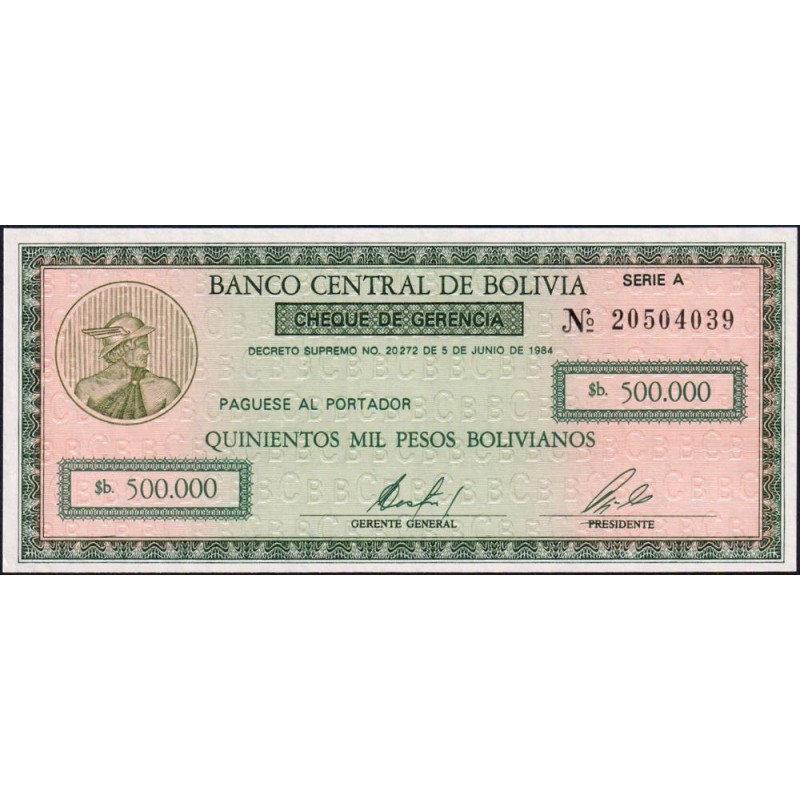 BANCO CENTRAL DE BOLIVIA
SERIE A
CHEQUE DE GERENCIA
№ 20504039
DECRETO SUPREMO NO. 20272 DE 5 DE JUNIO DE 1984
$b. 500.000
PAGUESE AL PORTADOR
QUINIENTOS MIL PESOS BOLIVIANOS
$b. 500.000
GERENTE GENERAL
PRESIDENTE